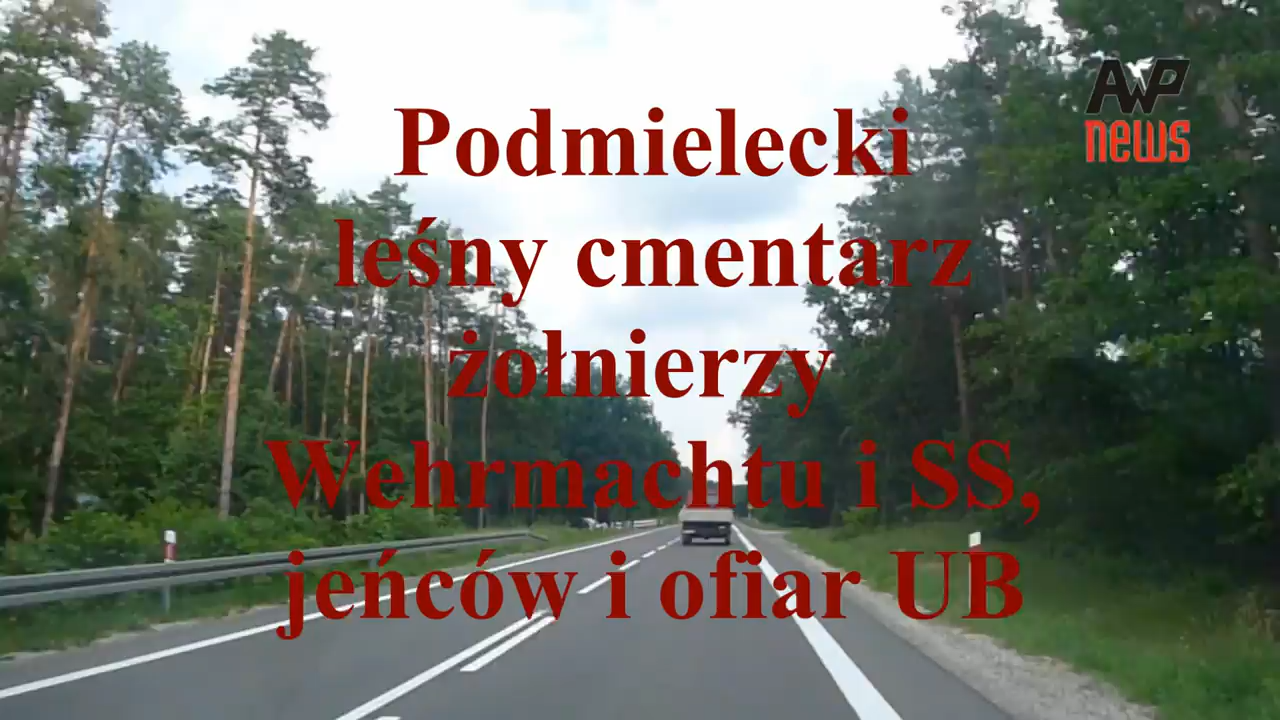 AWP
news
Podmielecki
leśny cmentarz
żołnierzy
Wehrmachtu i SS,
jeńców i ofiar UB